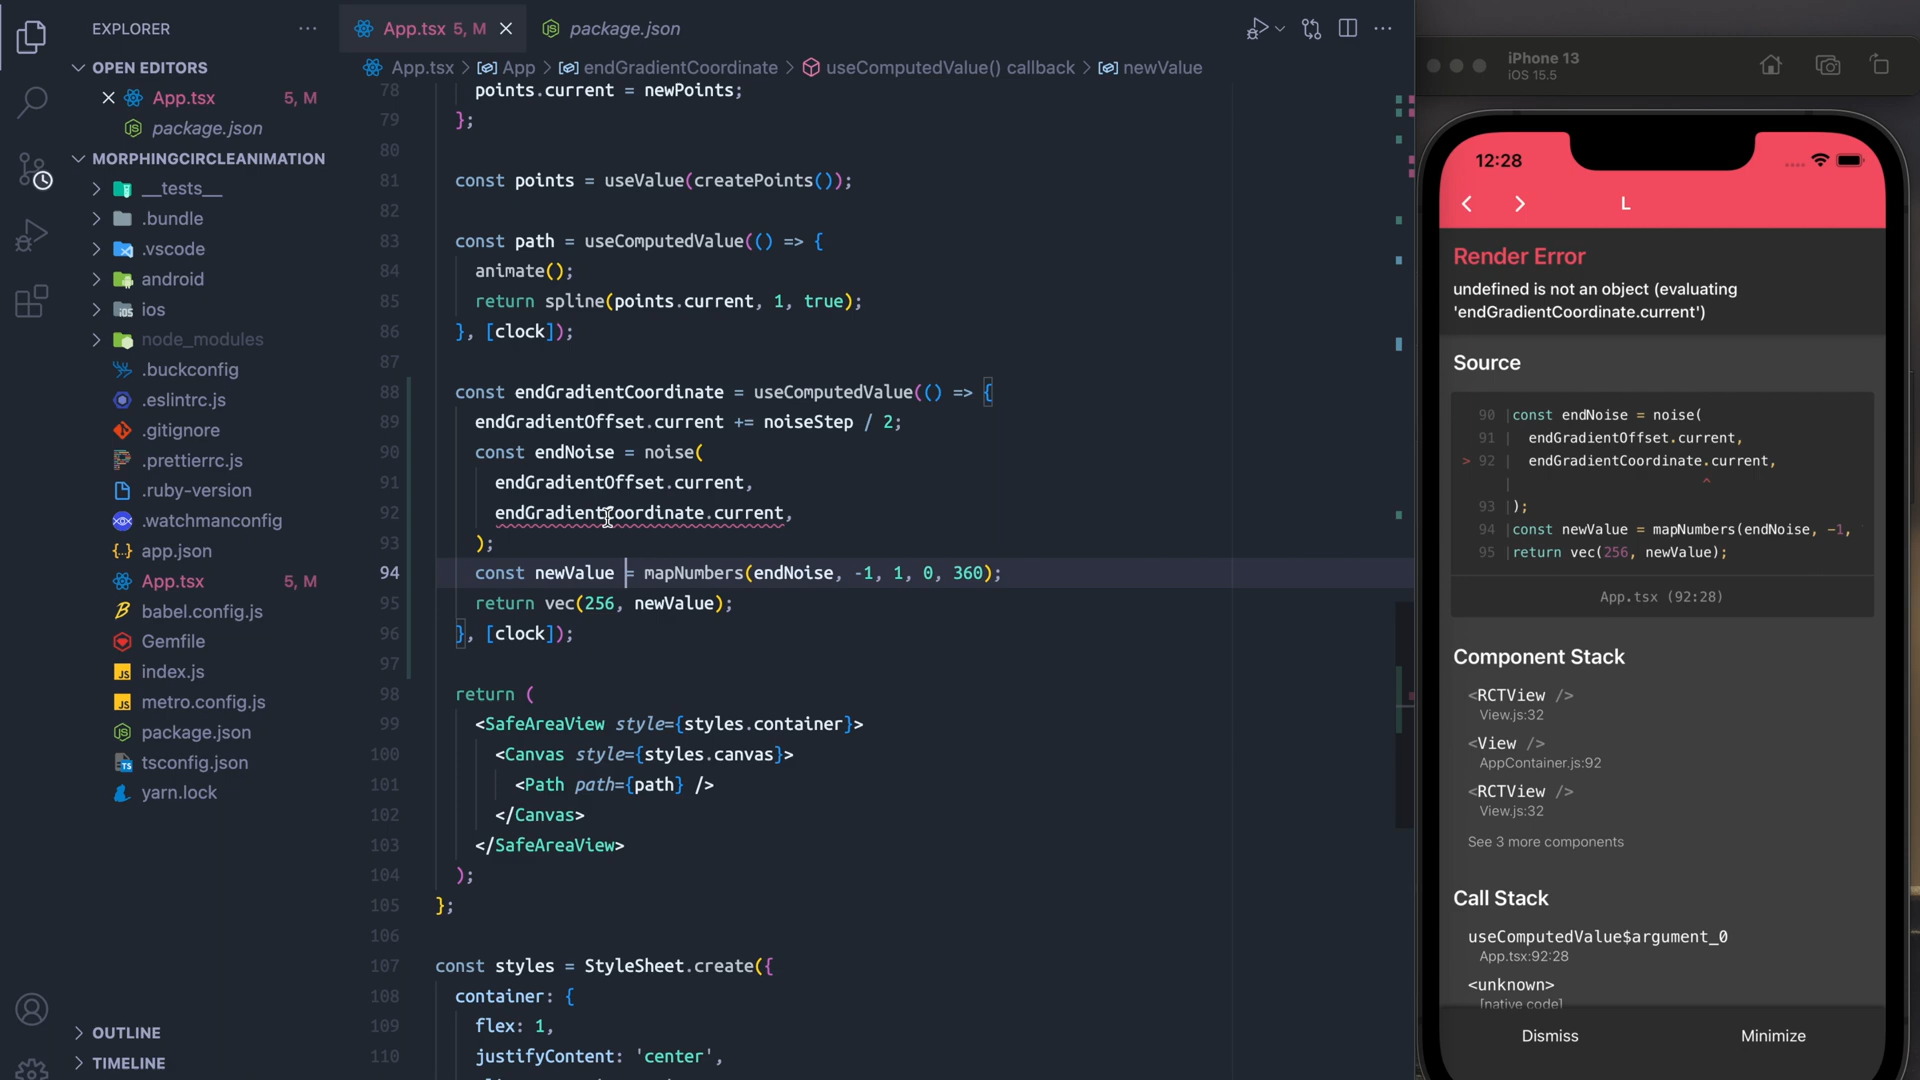 EXPLORER
OPEN EDITORS
App.tsx 5, M
package.json
MORPHINGCIRCLEANIMATION
__tests__
.bundle
.vscode
android
ios
node_modules
.buckconfig
.eslintrc.js
.gitignore
.prettierrc.js
.ruby-version
.watchmanconfig
app.json
App.tsx 5, M
babel.config.js
Gemfile
index.js
metro.config.js
package.json
tsconfig.json
yarn.lock
OUTLINE
TIMELINE
App.tsx 5, M
package.json
App.tsx > App > endGradientCoordinate > useComputedValue() callback > newValue
78 points.current = newPoints;
79 };
80
81 const points = useValue(createPoints());
82
83 const path = useComputedValue(() => {
84 animate();
85 return spline(points.current, 1, true);
86 }, [clock]);
87
88 const endGradientCoordinate = useComputedValue(() => {
89 endGradientOffset.current += noiseStep / 2;
90 const endNoise = noise(
91 endGradientOffset.current,
92 endGradientCoordinate.current,
93 );
94 const newValue = mapNumbers(endNoise, -1, 1, 0, 360);
95 return vec(256, newValue);
96 }, [clock]);
97
98 return (
99 <SafeAreaView style={styles.container}>
100 <Canvas style={styles.canvas}>
101 <Path path={path} />
102 </Canvas>
103 </SafeAreaView>
104 );
105 };
106
107 const styles = StyleSheet.create({
108 container: {
109 flex: 1,
110 justifyContent: 'center',
iPhone 13
iOS 15.5
12:28
L
Render Error
undefined is not an object (evaluating
'endGradientCoordinate.current')
Source
90 |const endNoise = noise(
91 | endGradientOffset.current,
> 92 | endGradientCoordinate.current,
| ^
93 |);
94 |const newValue = mapNumbers(endNoise, -1,
95 |return vec(256, newValue);
App.tsx (92:28)
Component Stack
<RCTView />
View.js:32
<View />
AppContainer.js:92
<RCTView />
View.js:32
See 3 more components
Call Stack
useComputedValue$argument_0
App.tsx:92:28
<unknown>
[native code]
Dismiss Minimize